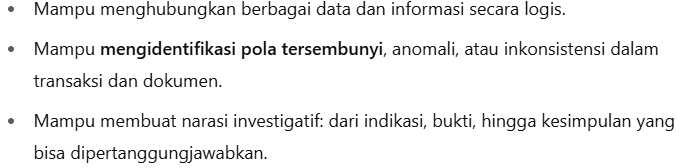 • Mampu menghubungkan berbagai data dan informasi secara logis.
• Mampu mengidentifikasi pola tersembunyi, anomali, atau inkonsistensi dalam
transaksi dan dokumen.
• Mampu membuat narasi investigatif: dari indikasi, bukti, hingga kesimpulan yang
bisa dipertanggungjawabkan.